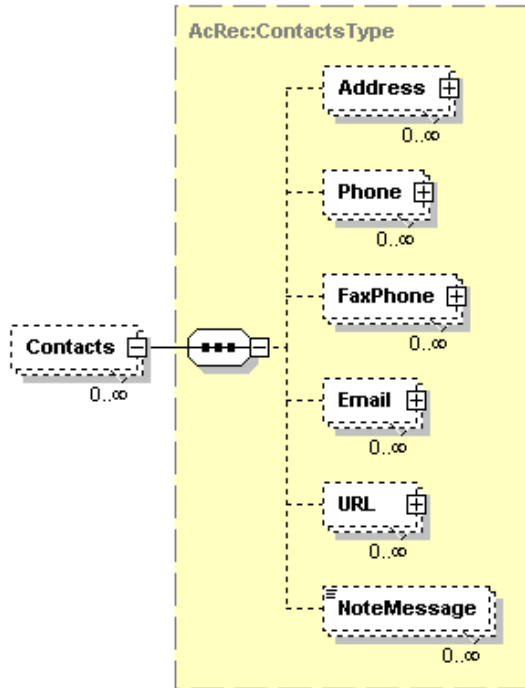 AcRec:ContactsType
Address
0..∞
Phone
0..∞
FaxPhone
0..∞
Contacts
0..∞
Email
0..∞
URL
0..∞
NoteMessage
0..∞